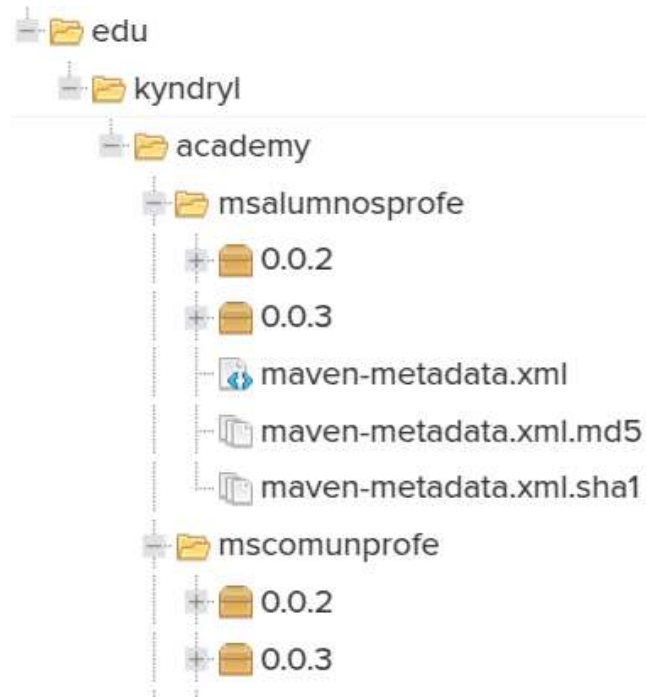 edu
kyndryl
academy
msalumnosprofe
0.0.2
0.0.3
maven-metadata.xml
maven-metadata.xml.md5
maven-metadata.xml.sha1
mscomunprofe
0.0.2
0.0.3